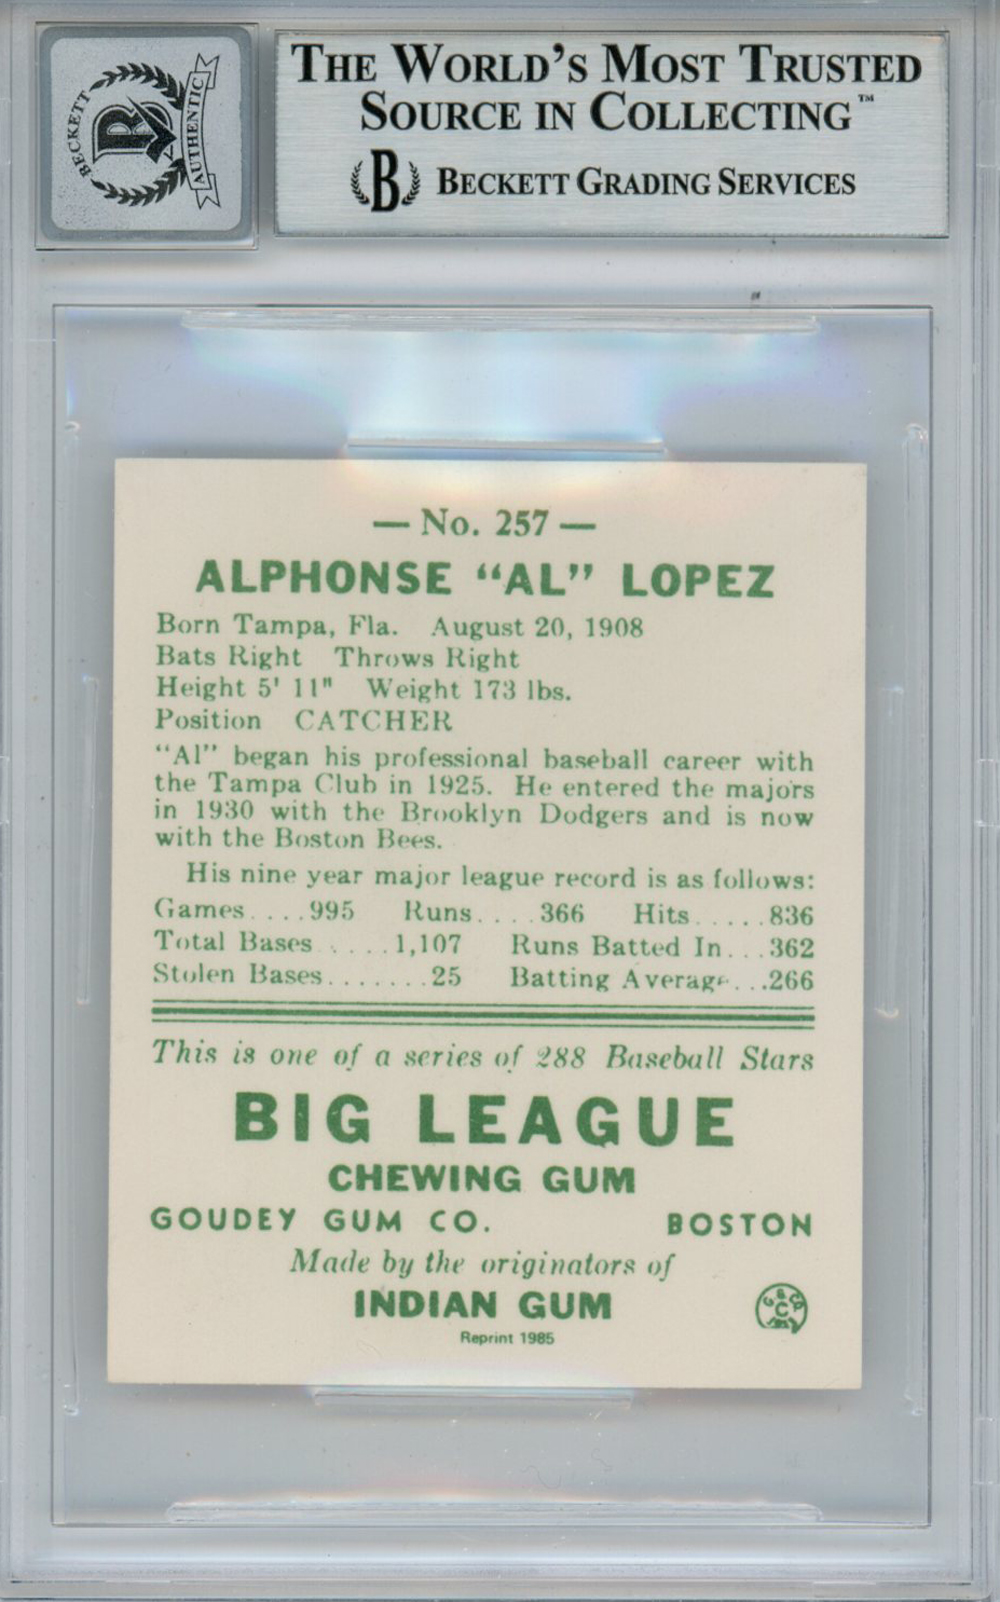 BECKETT
B
AUTHENTIC
THE WORLD'S MOST TRUSTED
SOURCE IN COLLECTING™
B BECKETT GRADING SERVICES
— No. 257 —
ALPHONSE “AL” LOPEZ
Born Tampa, Fla. August 20, 1908
Bats Right Throws Right
Height 5' 11" Weight 173 lbs.
Position CATCHER
“Al” began his professional baseball career with
the Tampa Club in 1925. He entered the majors
in 1930 with the Brooklyn Dodgers and is now
with the Boston Bees.
His nine year major league record is as follows:
Games....995 Runs....366 Hits.....836
Total Bases.....1,107 Runs Batted In...362
Stolen Bases.......25 Batting Average...266
This is one of a series of 288 Baseball Stars
BIG LEAGUE
CHEWING GUM
GOUDEY GUM CO. BOSTON
Made by the originators of
INDIAN GUM
Reprint 1985